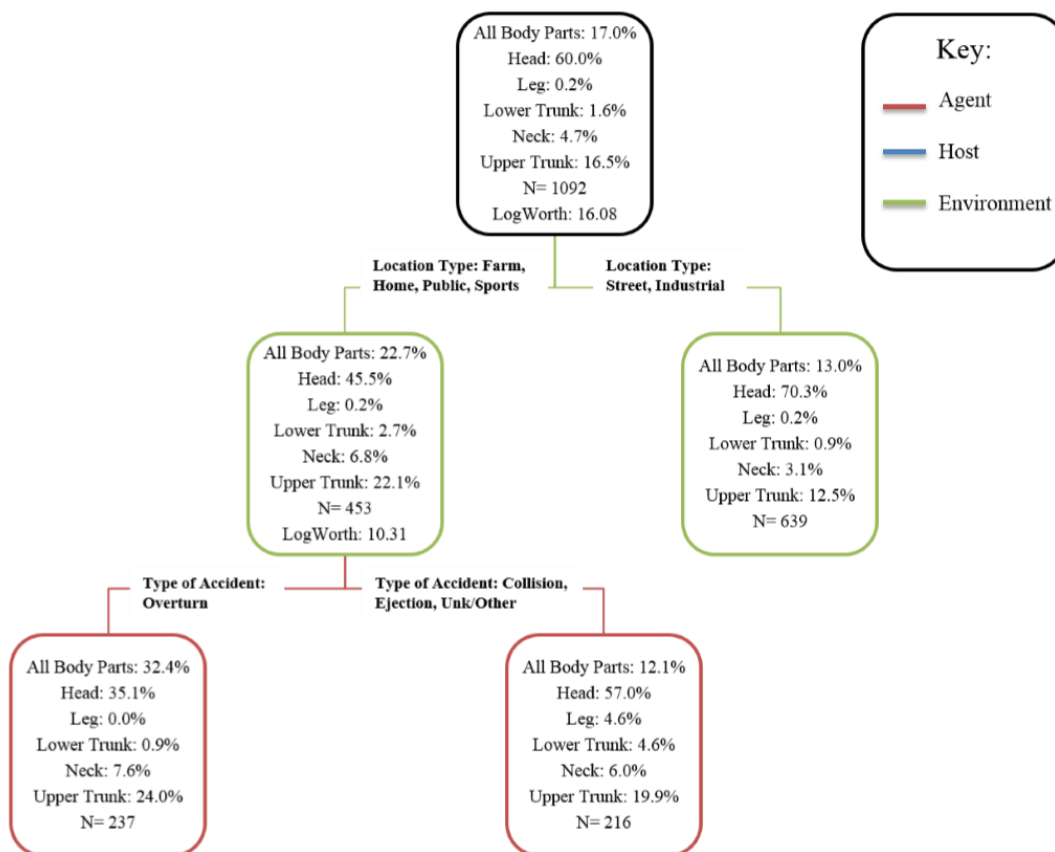 All Body Parts: 17.0%
Head: 60.0%
Leg: 0.2%
Lower Trunk: 1.6%
Neck: 4.7%
Upper Trunk: 16.5%
N= 1092
LogWorth: 16.08
Key:
Agent
Host
Environment
Location Type: Farm,
Home, Public, Sports
Location Type:
Street, Industrial
All Body Parts: 22.7%
Head: 45.5%
Leg: 0.2%
Lower Trunk: 2.7%
Neck: 6.8%
Upper Trunk: 22.1%
N= 453
LogWorth: 10.31
All Body Parts: 13.0%
Head: 70.3%
Leg: 0.2%
Lower Trunk: 0.9%
Neck: 3.1%
Upper Trunk: 12.5%
N= 639
Type of Accident:
Overturn
Type of Accident: Collision,
Ejection, Unk/Other
All Body Parts: 32.4%
Head: 35.1%
Leg: 0.0%
Lower Trunk: 0.9%
Neck: 7.6%
Upper Trunk: 24.0%
N= 237
All Body Parts: 12.1%
Head: 57.0%
Leg: 4.6%
Lower Trunk: 4.6%
Neck: 6.0%
Upper Trunk: 19.9%
N= 216